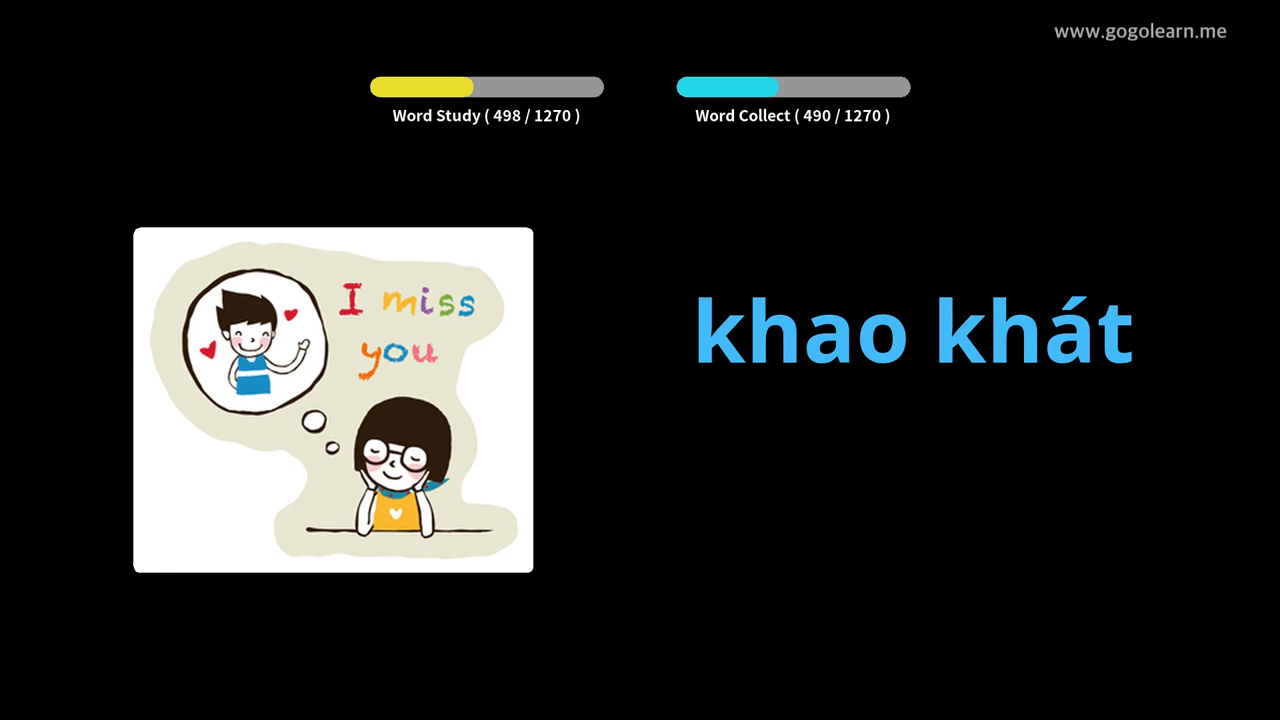 www.gogolearn.me
Word Study ( 498 / 1270 )
Word Collect ( 490 / 1270 )
I miss
you
khao khát